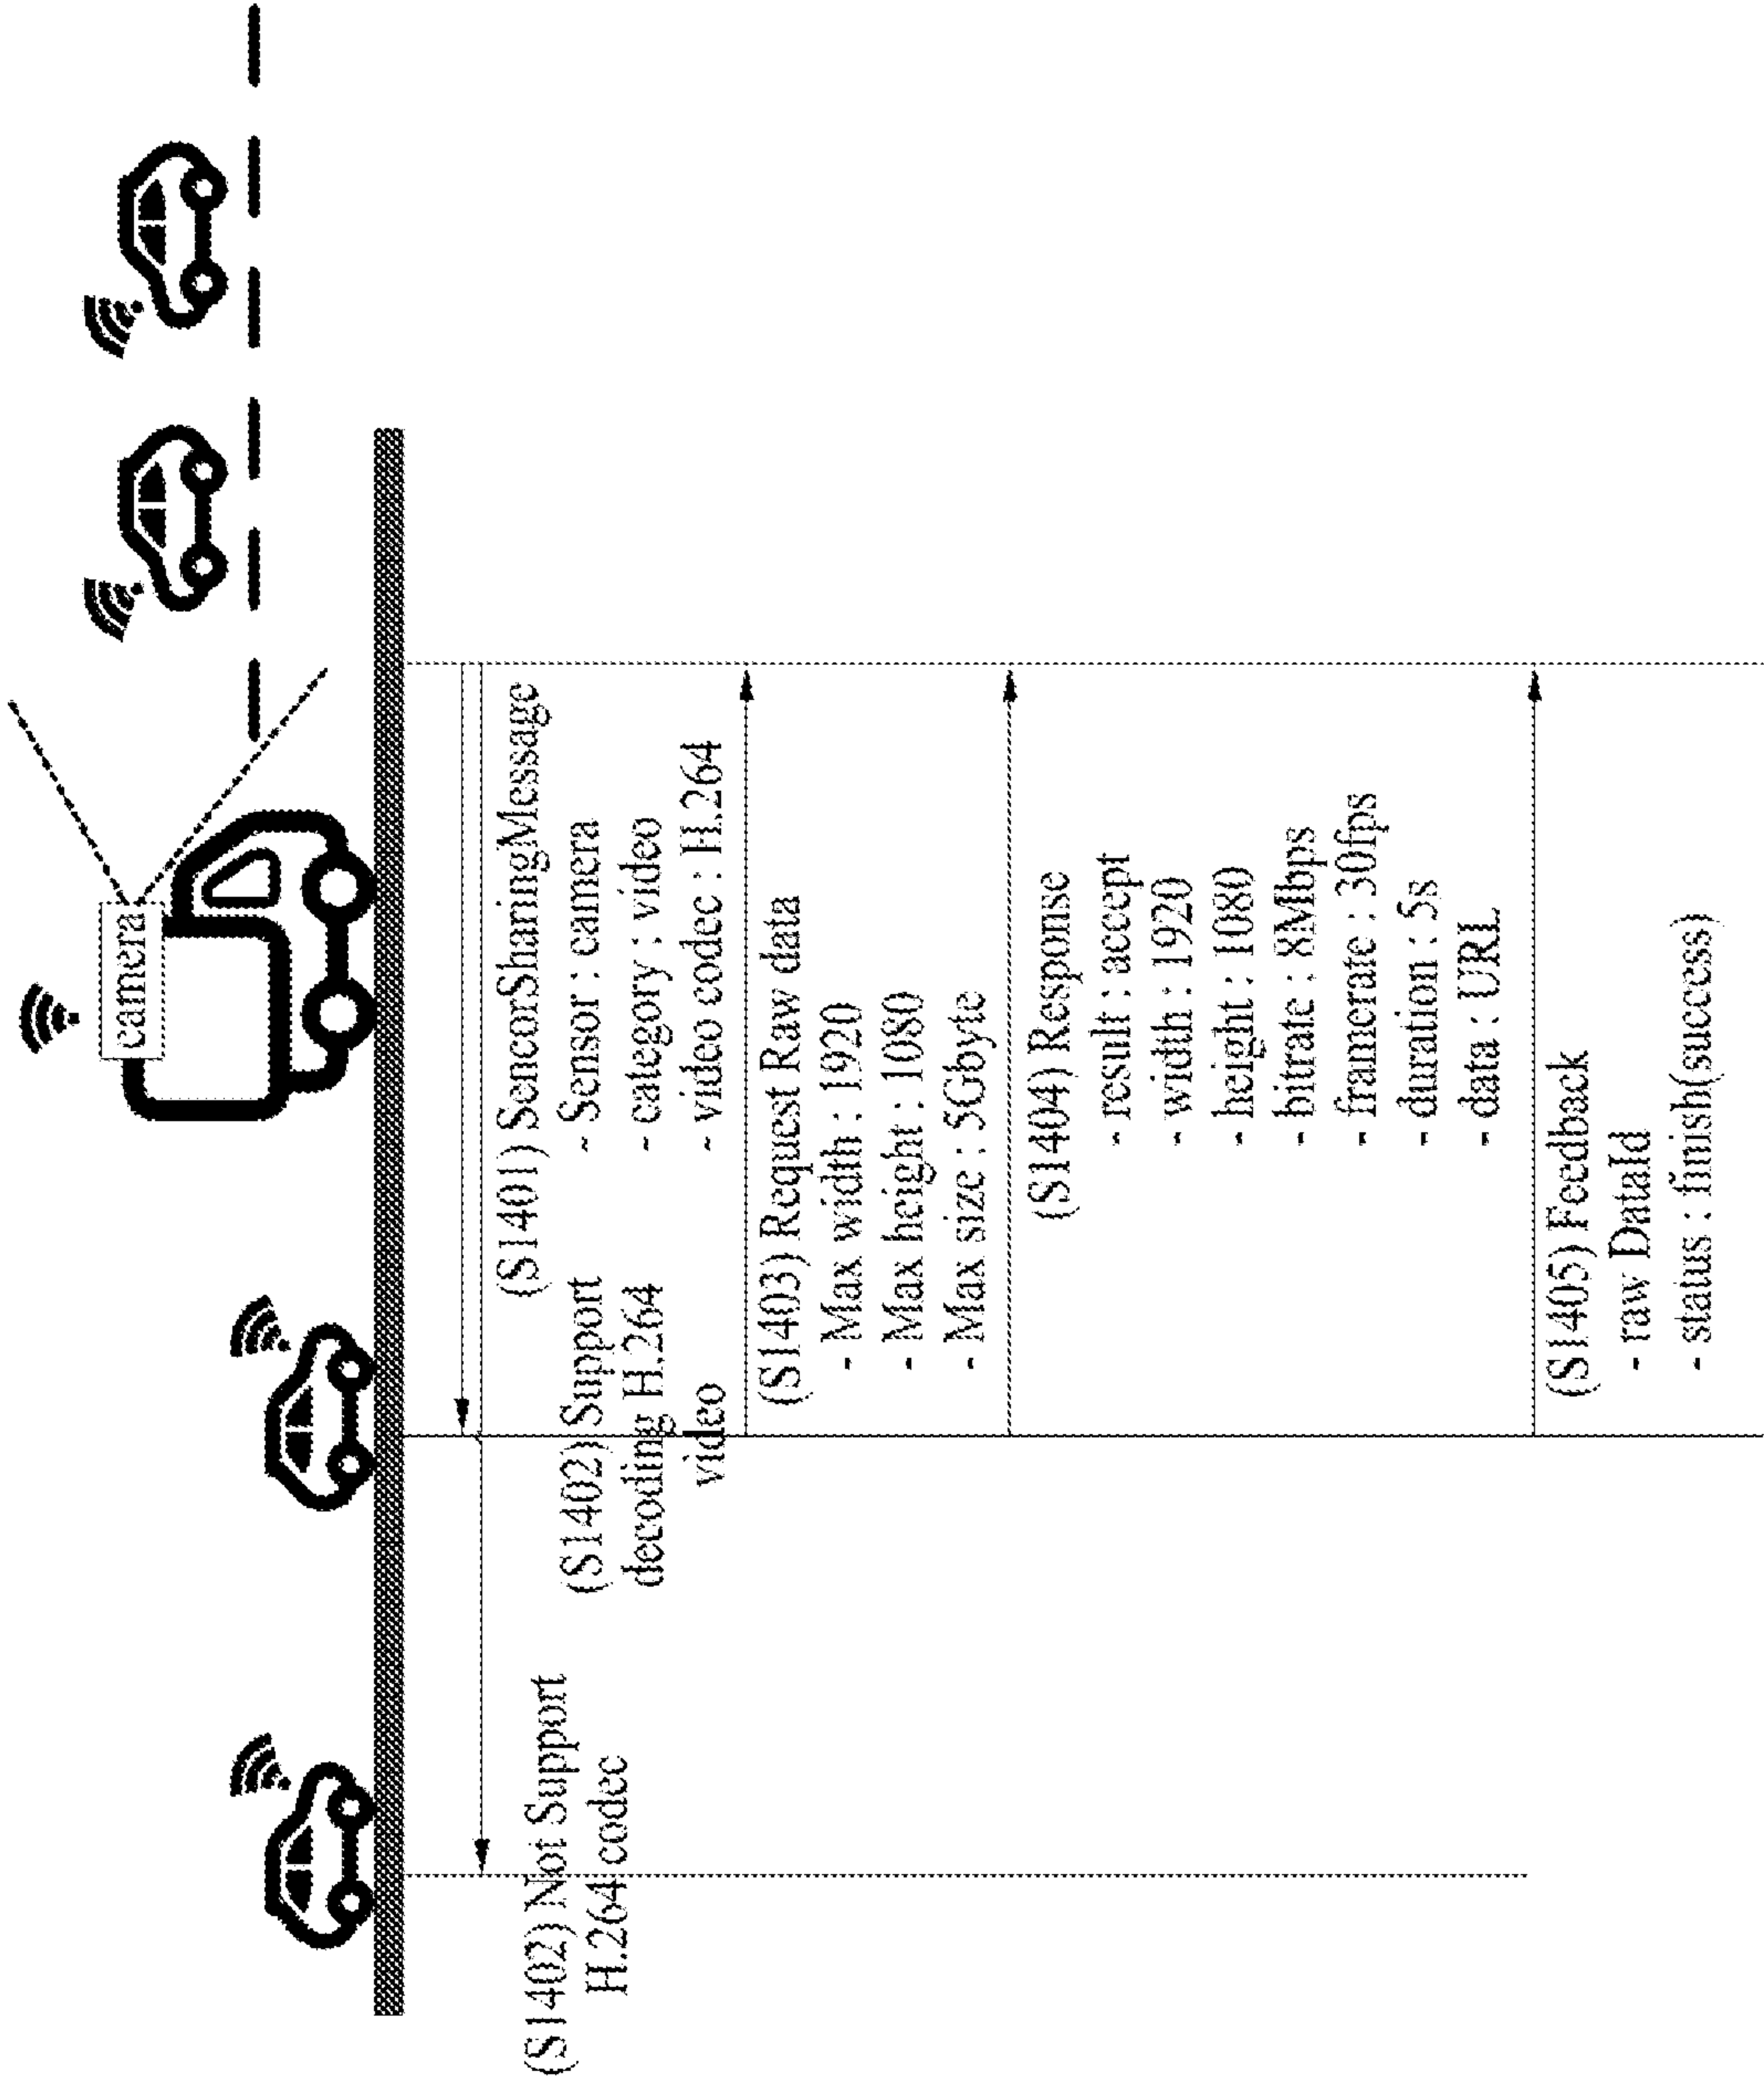 camera
(S1401) SencorSharingMessage
- Sensor : camera
- category : video
- video codec : H.264
(S1402) Support
decoding H.264
video
(S1402) Not Support
H.264 codec
(S1403) Request Raw data
- Max width : 1920
- Max height : 1080
- Max size : 5Gbyte
(S1404) Response
- result : accept
- width : 1920
- height : 1080
- bitrate : 8Mbps
- framerate : 30fps
- duration : 5s
- data : URL
(S1405) Feedback
- raw DataId
- status : finish(success)